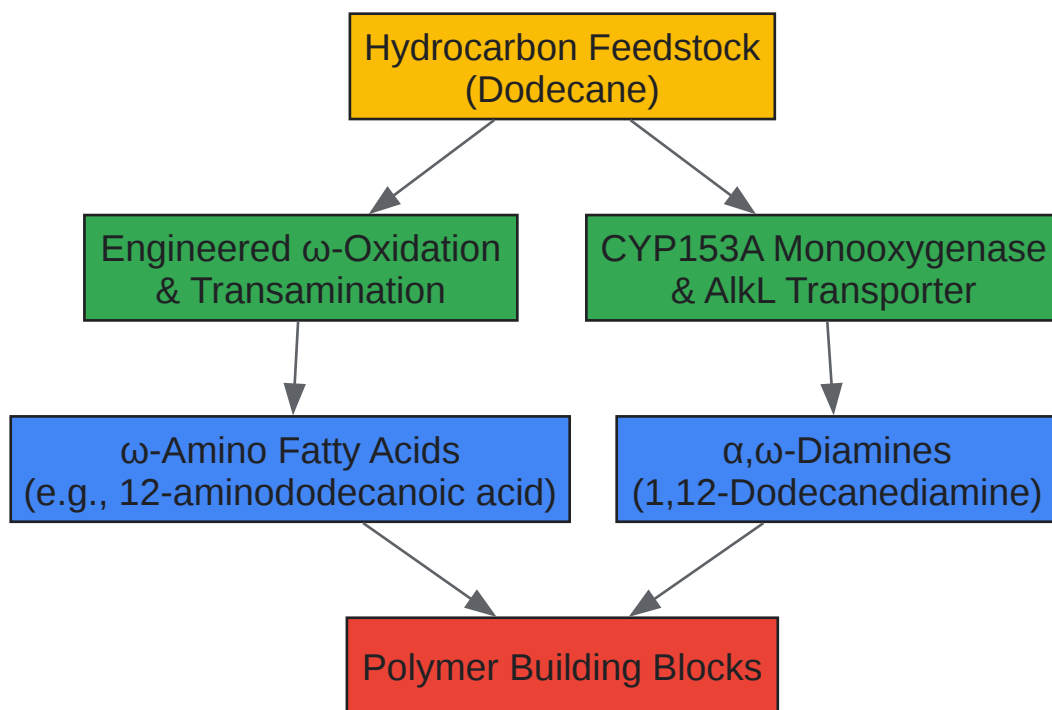 Hydrocarbon Feedstock
(Dodecane)
Engineered ω-Oxidation
& Transamination
CYP153A Monooxygenase
& AlkL Transporter
ω-Amino Fatty Acids
(e.g., 12-aminododecanoic acid)
α,ω-Diamines
(1,12-Dodecanediamine)
Polymer Building Blocks